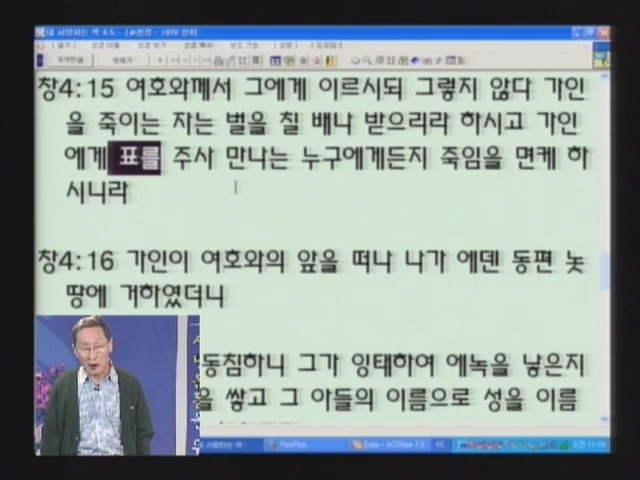 창4:15 여호와께서 그에게 이르시되 그렇지 않다 가인
을 죽이는 자는 벌을 칠 배나 받으리라 하시고 가인
에게 표를 주사 만나는 누구에게든지 죽임을 면케 하
시니라
창4:16 가인이 여호와의 앞을 떠나 나가 에덴 동편 놋
땅에 거하였더니
동침하니 그가 잉태하여 에녹을 낳은지
을 쌓고 그 아들의 이름으로 성을 이름